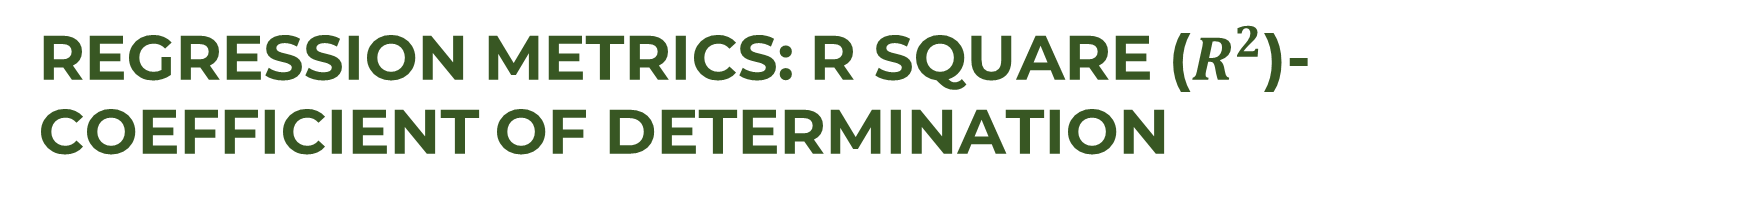 REGRESSION METRICS: R SQUARE (R²)-
COEFFICIENT OF DETERMINATION